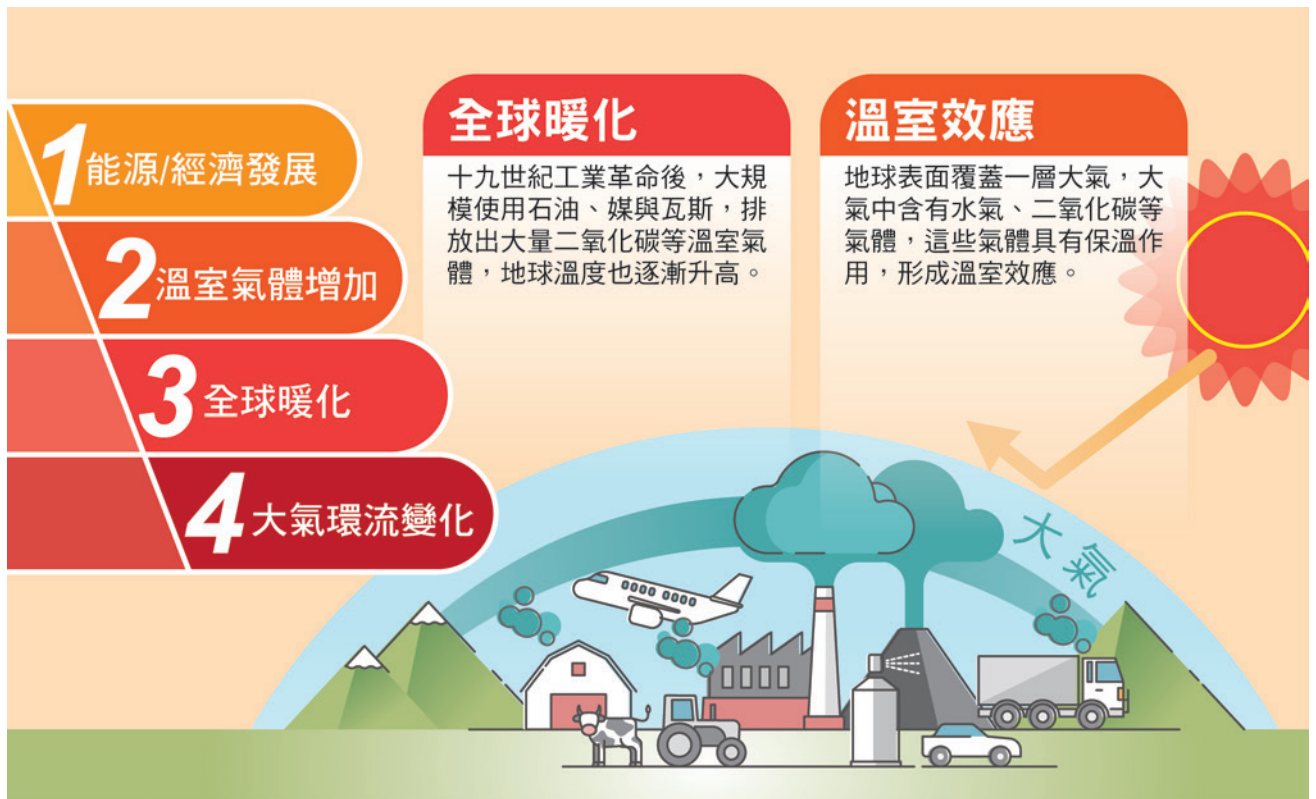 1 能源/經濟發展
2 溫室氣體增加
3 全球暖化
4 大氣環流變化
全球暖化
十九世紀工業革命後，大規
模使用石油、媒與瓦斯，排
放出大量二氧化碳等溫室氣
體，地球溫度也逐漸升高。
溫室效應
地球表面覆蓋一層大氣，大
氣中含有水氣、二氧化碳等
氣體，這些氣體具有保溫作
用，形成溫室效應。
大氣